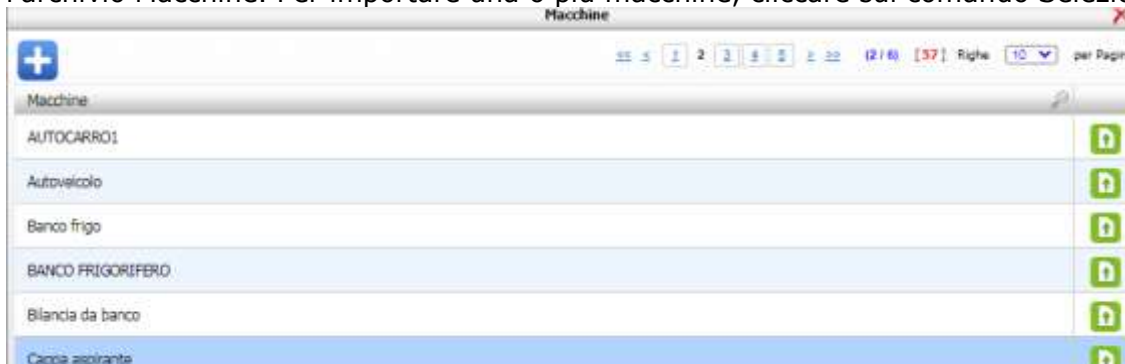 l'archivio Macchine. Per importare una o più macchine, cliccare sul comando Selezio
Macchine
<< < 1 2 3 4 5 > >> (2 / 6) [57] Righe 10 per Pagin
Macchine
AUTOCARRO1
Autoveicolo
Banco frigo
BANCO FRIGORIFERO
Bilancia da banco
Cappa aspirante